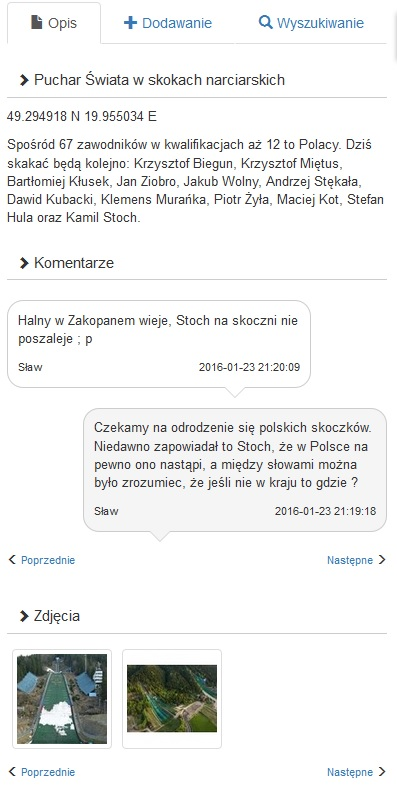 Opis Dodawanie Wyszukiwanie
Puchar Świata w skokach narciarskich
49.294918 N 19.955034 E
Spośród 67 zawodników w kwalifikacjach aż 12 to Polacy. Dziś
skakać będą kolejno: Krzysztof Biegun, Krzysztof Miętus,
Bartłomiej Kłusek, Jan Ziobro, Jakub Wolny, Andrzej Stękała,
Dawid Kubacki, Klemens Murańka, Piotr Żyła, Maciej Kot, Stefan
Hula oraz Kamil Stoch.
Komentarze
Halny w Zakopanem wieje, Stoch na skoczni nie
poszaleje ; p
Sław 2016-01-23 21:20:09
Czekamy na odrodzenie się polskich skoczków.
Niedawno zapowiadał to Stoch, że w Polsce na
pewno ono nastąpi, a między słowami można
było zrozumiec, że jeśli nie w kraju to gdzie ?
Sław 2016-01-23 21:19:18
Poprzednie Następne
Zdjęcia
Poprzednie Następne